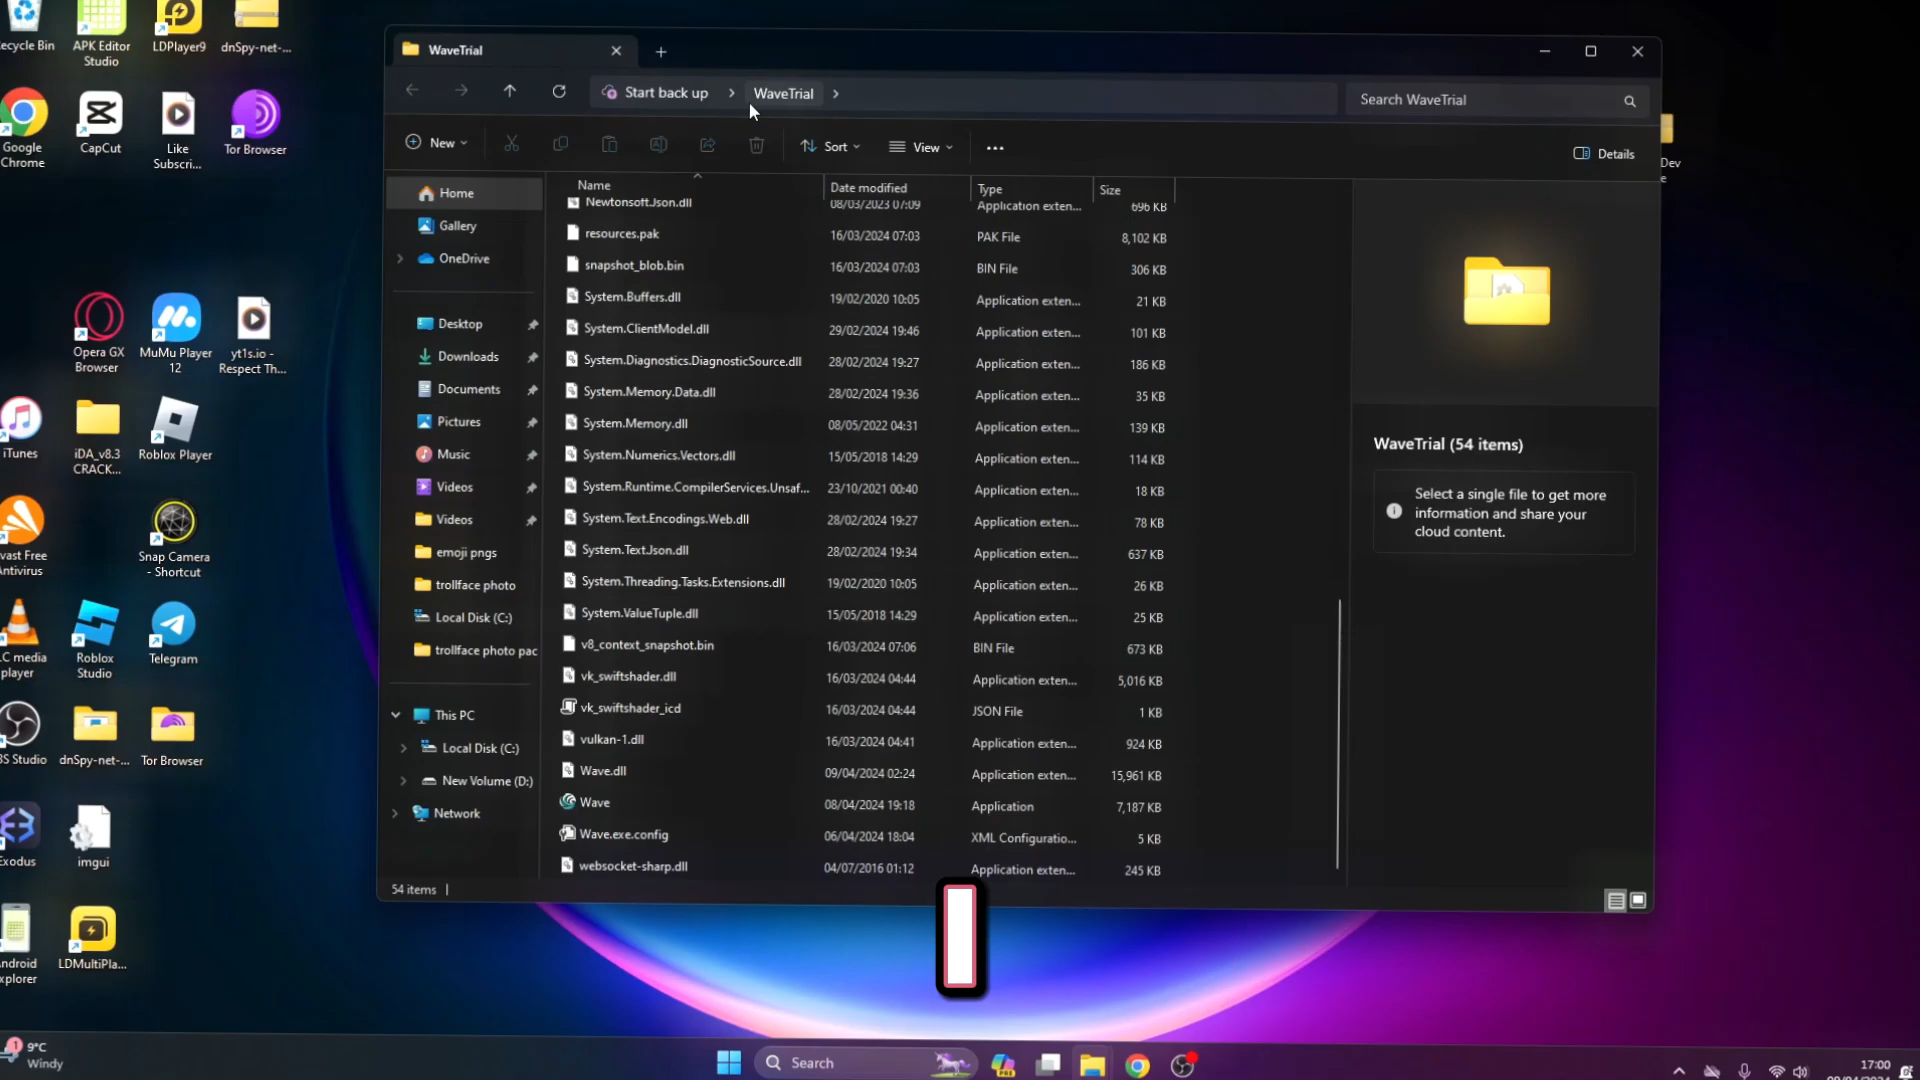 WaveTrial
Start back up
WaveTrial
Search WaveTrial
New
Sort
View
Details
Name
Date modified
Type
Size
Home
Gallery
OneDrive
Desktop
Downloads
Documents
Pictures
Music
Videos
Videos
emoji pngs
trollface photo
Local Disk (C:)
trollface photo pac
This PC
Local Disk (C:)
New Volume (D:)
Network
Newtonsoft.Json.dll 08/03/2023 07:09 Application exten... 696 KB
resources.pak 16/03/2024 07:03 PAK File 8,102 KB
snapshot_blob.bin 16/03/2024 07:03 BIN File 306 KB
System.Buffers.dll 19/02/2020 10:05 Application exten... 21 KB
System.ClientModel.dll 29/02/2024 19:46 Application exten... 101 KB
System.Diagnostics.DiagnosticSource.dll 28/02/2024 19:27 Application exten... 186 KB
System.Memory.Data.dll 28/02/2024 19:36 Application exten... 35 KB
System.Memory.dll 08/05/2022 04:31 Application exten... 139 KB
System.Numerics.Vectors.dll 15/05/2018 14:29 Application exten... 114 KB
System.Runtime.CompilerServices.Unsaf... 23/10/2021 00:40 Application exten... 18 KB
System.Text.Encodings.Web.dll 28/02/2024 19:27 Application exten... 78 KB
System.Text.Json.dll 28/02/2024 19:34 Application exten... 637 KB
System.Threading.Tasks.Extensions.dll 19/02/2020 10:05 Application exten... 26 KB
System.ValueTuple.dll 15/05/2018 14:29 Application exten... 25 KB
v8_context_snapshot.bin 16/03/2024 07:06 BIN File 673 KB
vk_swiftshader.dll 16/03/2024 04:44 Application exten... 5,016 KB
vk_swiftshader_icd 16/03/2024 04:44 JSON File 1 KB
vulkan-1.dll 16/03/2024 04:41 Application exten... 924 KB
Wave.dll 09/04/2024 02:24 Application exten... 15,961 KB
Wave 08/04/2024 19:18 Application 7,187 KB
Wave.exe.config 06/04/2024 18:04 XML Configuratio... 5 KB
websocket-sharp.dll 04/07/2016 01:12 Application exten... 245 KB
54 items
WaveTrial (54 items)
Select a single file to get more
information and share your
cloud content.
I
ecycle Bin
APK Editor
Studio
LDPlayer9
dnSpy-net-...
Google
Chrome
CapCut
Like
Subscri...
Tor Browser
Opera GX
Browser
MuMu Player
12
yt1s.io -
Respect Th...
iTunes
iDA_v8.3
CRACK...
Roblox Player
vast Free
Antivirus
Snap Camera
- Shortcut
LC media
player
Roblox
Studio
Telegram
BS Studio
dnSpy-net-...
Tor Browser
Exodus
imgui
Android
xplorer
LDMultiPla...
Dev
e
1
9°C
Windy
Search
PRE
17:00